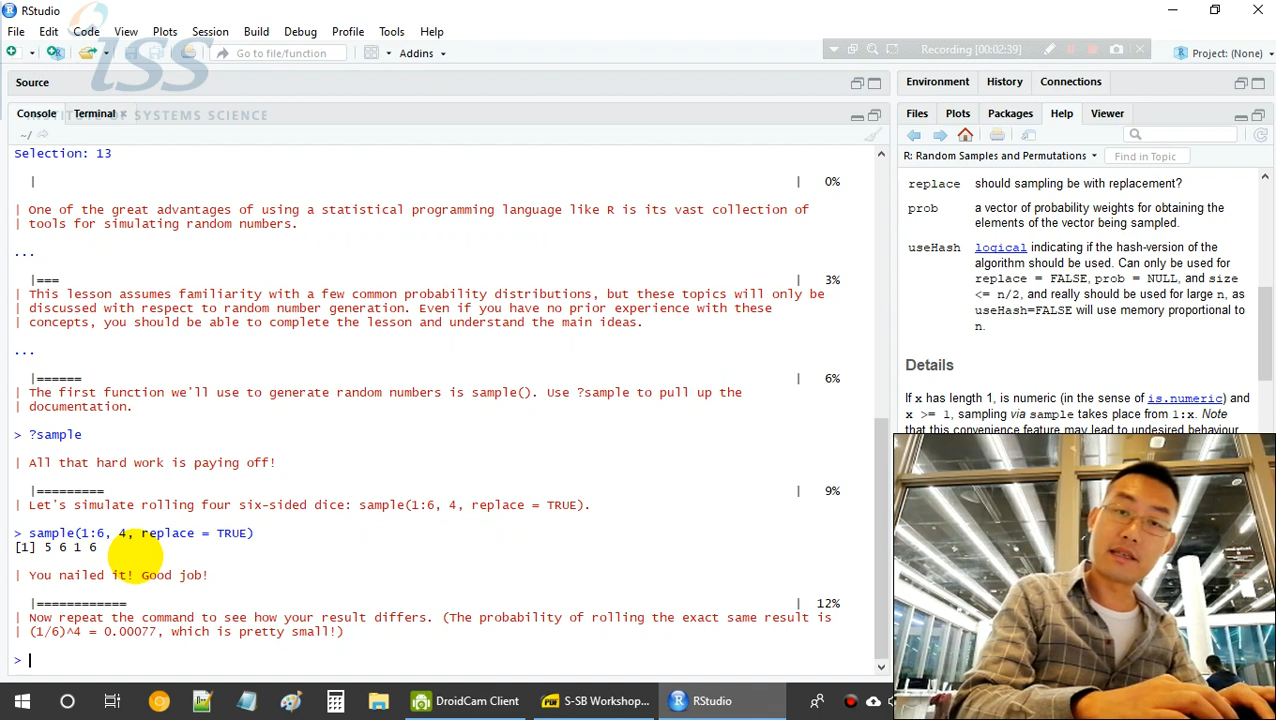 RStudio
File Edit Code View Plots Session Build Debug Profile Tools Help
Go to file/function
Addins
Recording [00:02:39]
Project: (None)
iss
INSTITUTE OF SYSTEMS SCIENCE
Source
Console Terminal
~/
Selection: 13
| | 0%
| One of the great advantages of using a statistical programming language like R is its vast collection of
| tools for simulating random numbers.
...
|=== | 3%
| This lesson assumes familiarity with a few common probability distributions, but these topics will only be
| discussed with respect to random number generation. Even if you have no prior experience with these
| concepts, you should be able to complete the lesson and understand the main ideas.
...
|====== | 6%
| The first function we'll use to generate random numbers is sample(). Use ?sample to pull up the
| documentation.
> ?sample
| All that hard work is paying off!
|========= | 9%
| Let's simulate rolling four six-sided dice: sample(1:6, 4, replace = TRUE).
> sample(1:6, 4, replace = TRUE)
[1] 5 6 1 6
| You nailed it! Good job!
|============ | 12%
| Now repeat the command to see how your result differs. (The probability of rolling the exact same result is
| (1/6)^4 = 0.00077, which is pretty small!)
>
Environment History Connections
Files Plots Packages Help Viewer
R: Random Samples and Permutations
Find in Topic
replace should sampling be with replacement?
prob a vector of probability weights for obtaining the
elements of the vector being sampled.
useHash logical indicating if the hash-version of the
algorithm should be used. Can only be used for
replace = FALSE, prob = NULL, and size
<= n/2, and really should be used for large n, as
useHash=FALSE will use memory proportional to
n.
Details
If x has length 1, is numeric (in the sense of is.numeric) and
x >= 1, sampling via sample takes place from 1:x. Note
that this convenience feature may lead to undesired behaviour
DroidCam Client
S-SB Workshop...
RStudio